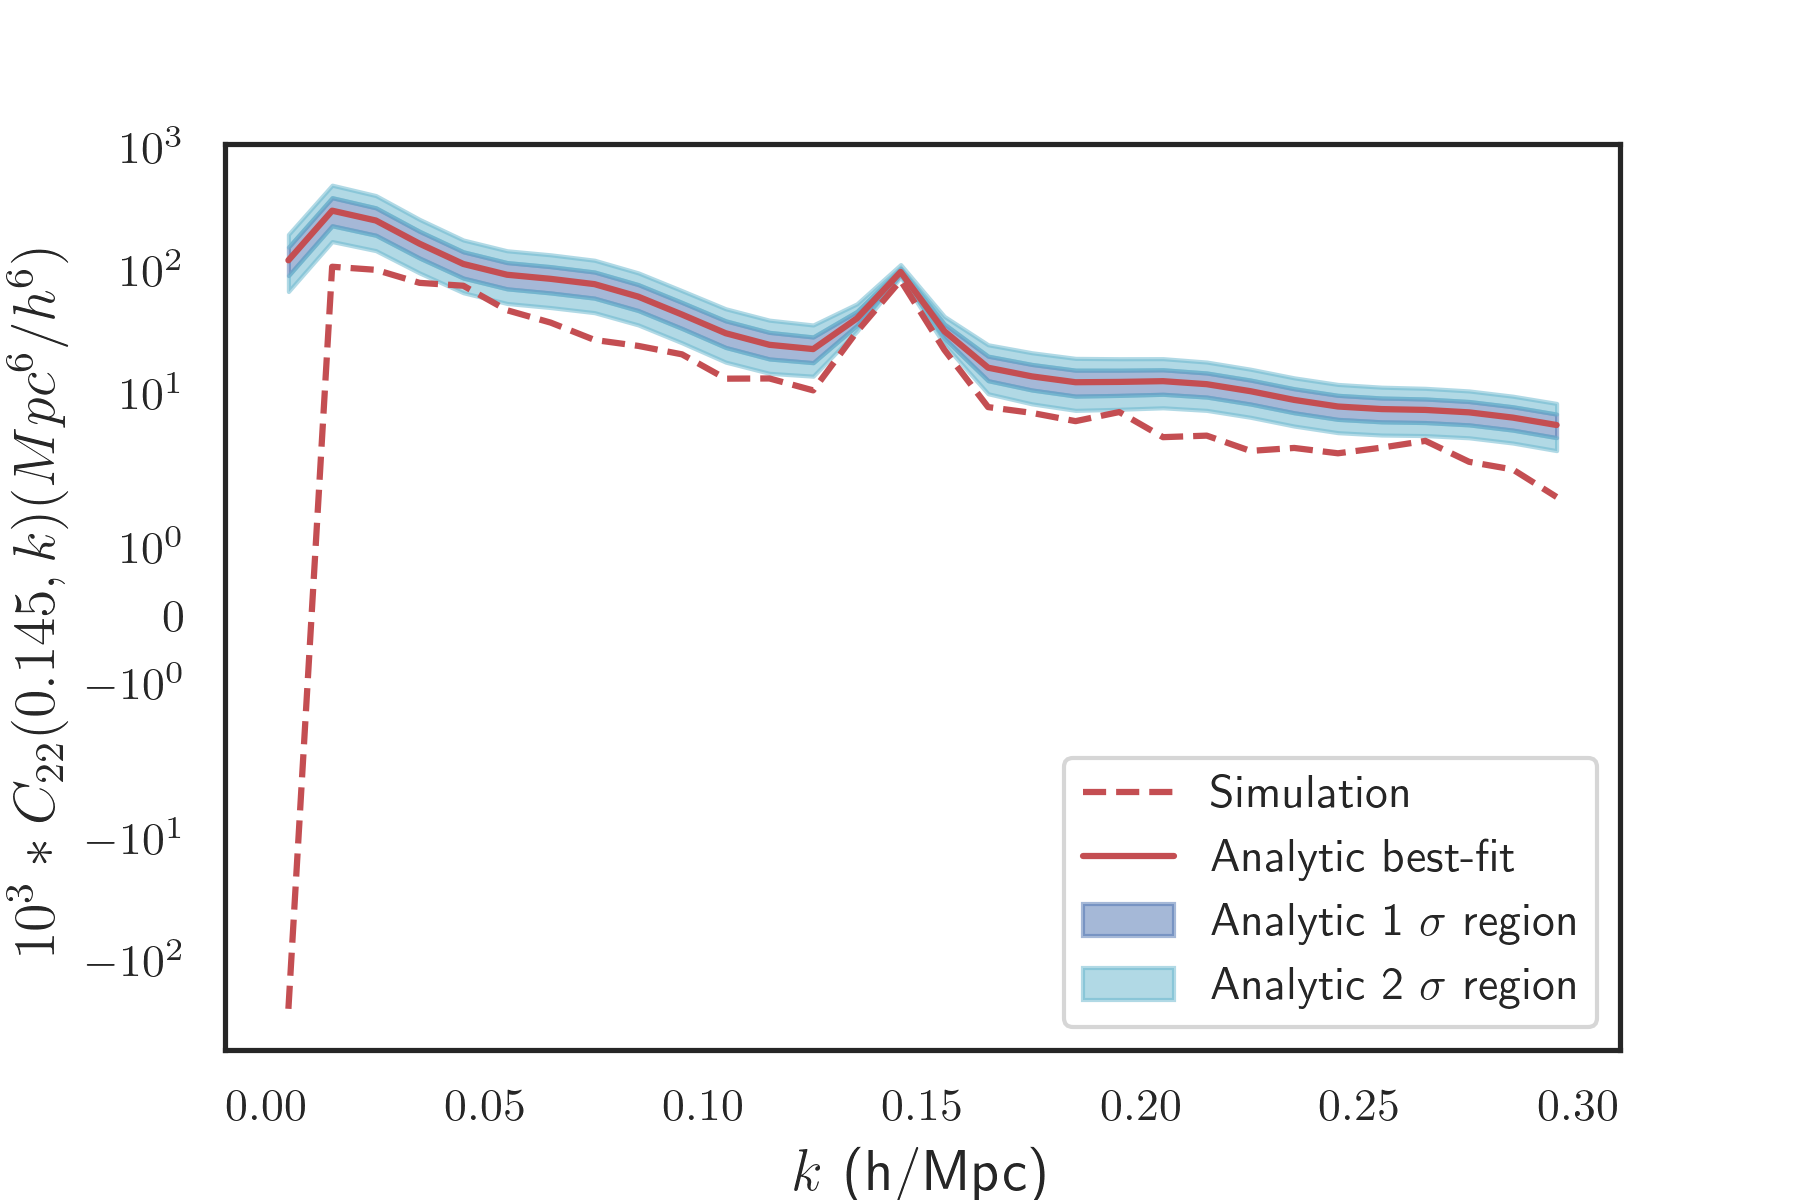 10³
10²
10¹
10⁰
0
−10⁰
−10¹
−10²
10³ ∗ C₂₂(0.145, k)(Mpc⁶/h⁶)
Simulation
Analytic best-fit
Analytic 1 σ region
Analytic 2 σ region
0.00 0.05 0.10 0.15 0.20 0.25 0.30
k (h/Mpc)